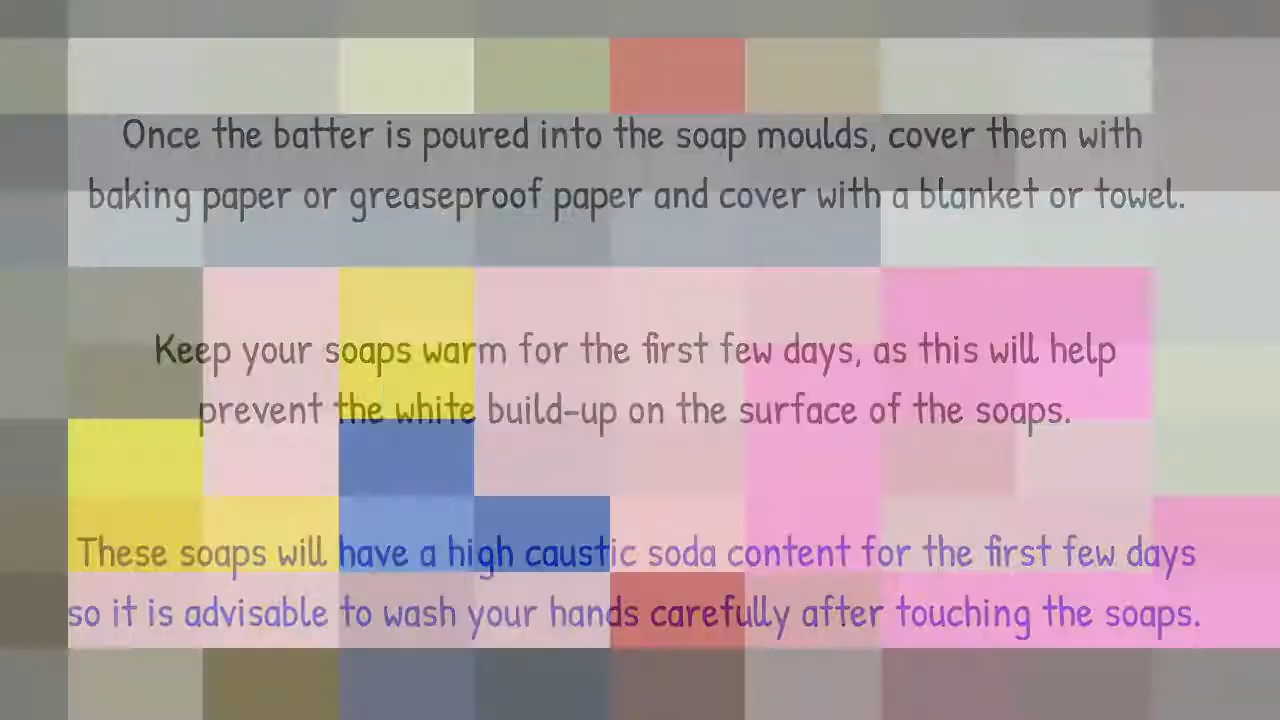 Once the batter is poured into the soap moulds, cover them with
baking paper or greaseproof paper and cover with a blanket or towel.
Keep your soaps warm for the first few days, as this will help
prevent the white build-up on the surface of the soaps.
These soaps will have a high caustic soda content for the first few days
so it is advisable to wash your hands carefully after touching the soaps.